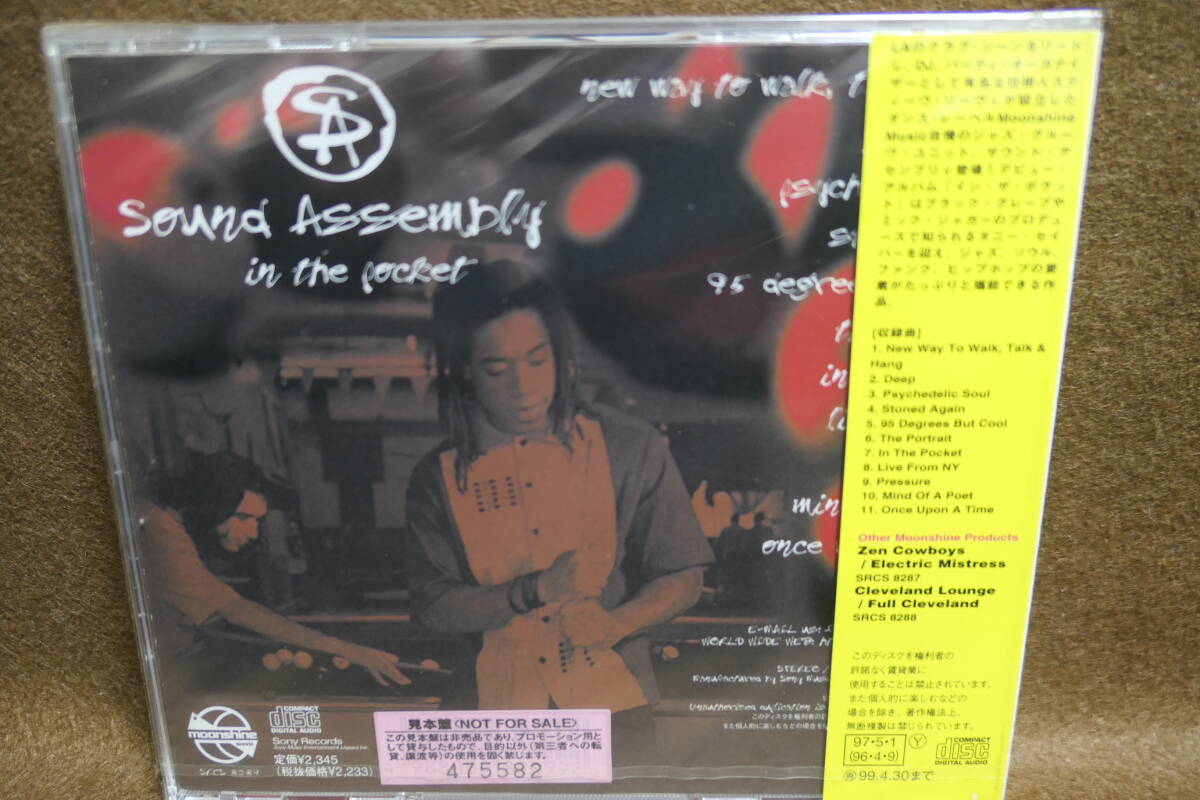 SA
Sound Assembly
in the pocket
new way to walk,
psych
95 degree
in
min
once
STEREO /
moonshine
music
COMPACT
disc
DIGITAL AUDIO
Sony Records
Sony Music Entertainment (Japan) Inc.
定価¥2,345
(税抜価格¥2,233)
見本盤〈NOT FOR SALE〉
この見本盤は非売品であり、プロモーション用と
して貸与したもので、目的以外(第三者への転
貸、譲渡等)の使用を固く禁じます。
475582
LAのクラブ・シーンをリード
し、DJ、パーティ・オーガナイ
ザーとして有名な仕掛人ステ
ィーヴ・リーヴィが設立した
ダンス・レーベルMoonshine
Music自慢のジャズ・グルー
ヴ・ユニット、サウンド・ア
センブリィ登場!デビュー・
アルバム「イン・ザ・ポケッ
ト」はブラック・グレープや
ミック・ジャガーのプロデュ
ースで知られるダニー・セイ
バーを迎え、ジャズ、ソウル、
ファンク、ヒップホップの要
素がたっぷりと堪能できる作
品。
[収録曲]
1. New Way To Walk, Talk &
Hang
2. Deep
3. Psychedelic Soul
4. Stoned Again
5. 95 Degrees But Cool
6. The Portrait
7. In The Pocket
8. Live From NY
9. Pressure
10. Mind Of A Poet
11. Once Upon A Time
Other Moonshine Products
Zen Cowboys
/ Electric Mistress
SRCS 8287
Cleveland Lounge
/ Full Cleveland
SRCS 8288
このディスクを権利者の
許諾なく賃貸業に
使用することは禁止されています。
また個人的に楽しむなどの
場合を除き、著作権法上、
無断複製は禁じられています。
97・5・1
(96・4・9)
Y
COMPACT
disc
DIGITAL AUDIO
再99.4.30まで